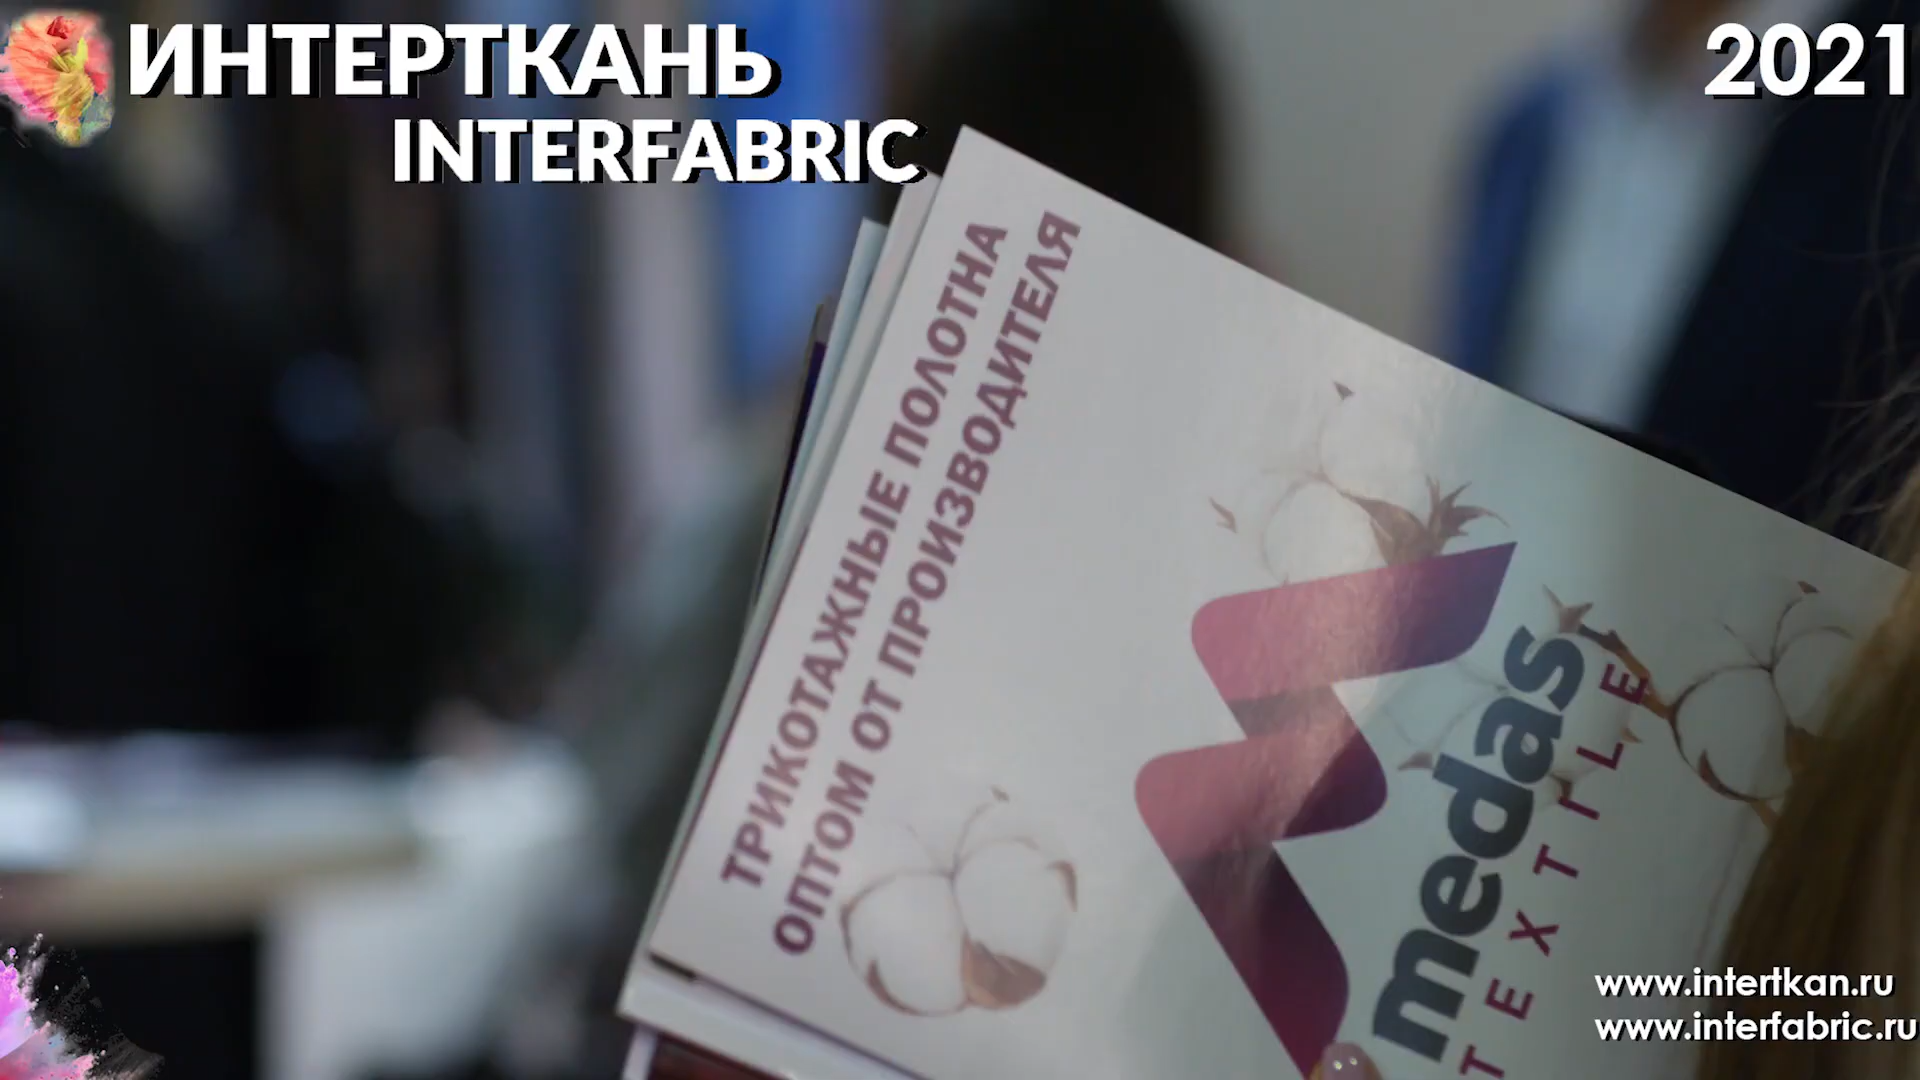 ИНТЕРТКАНЬ
INTERFABRIC
2021
ТРИКОТАЖНЫЕ ПОЛОТНА
ОПТОМ ОТ ПРОИЗВОДИТЕЛЯ
medas
TEXTILE
www.intertkan.ru
www.interfabric.ru